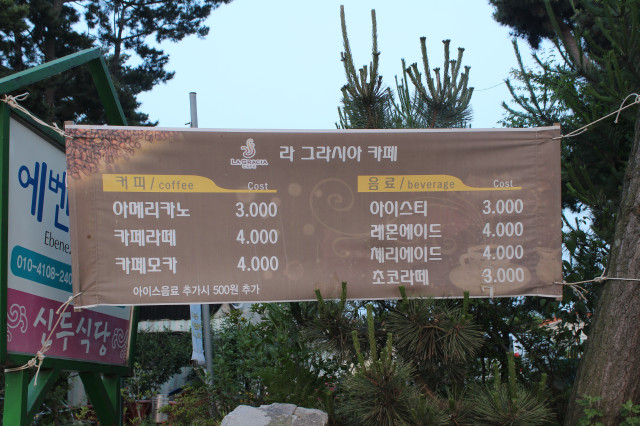 라 그라시아 카페
LA GRACIA
커피 / coffee Cost
아메리카노 3.000
카페라떼 4.000
카페모카 4.000
아이스음료 추가시 500원 추가
음료 / beverage Cost
아이스티 3.000
레몬에이드 4.000
체리에이드 4.000
초코라떼 3.000
에벤
Ebene
010-4108-240
식당